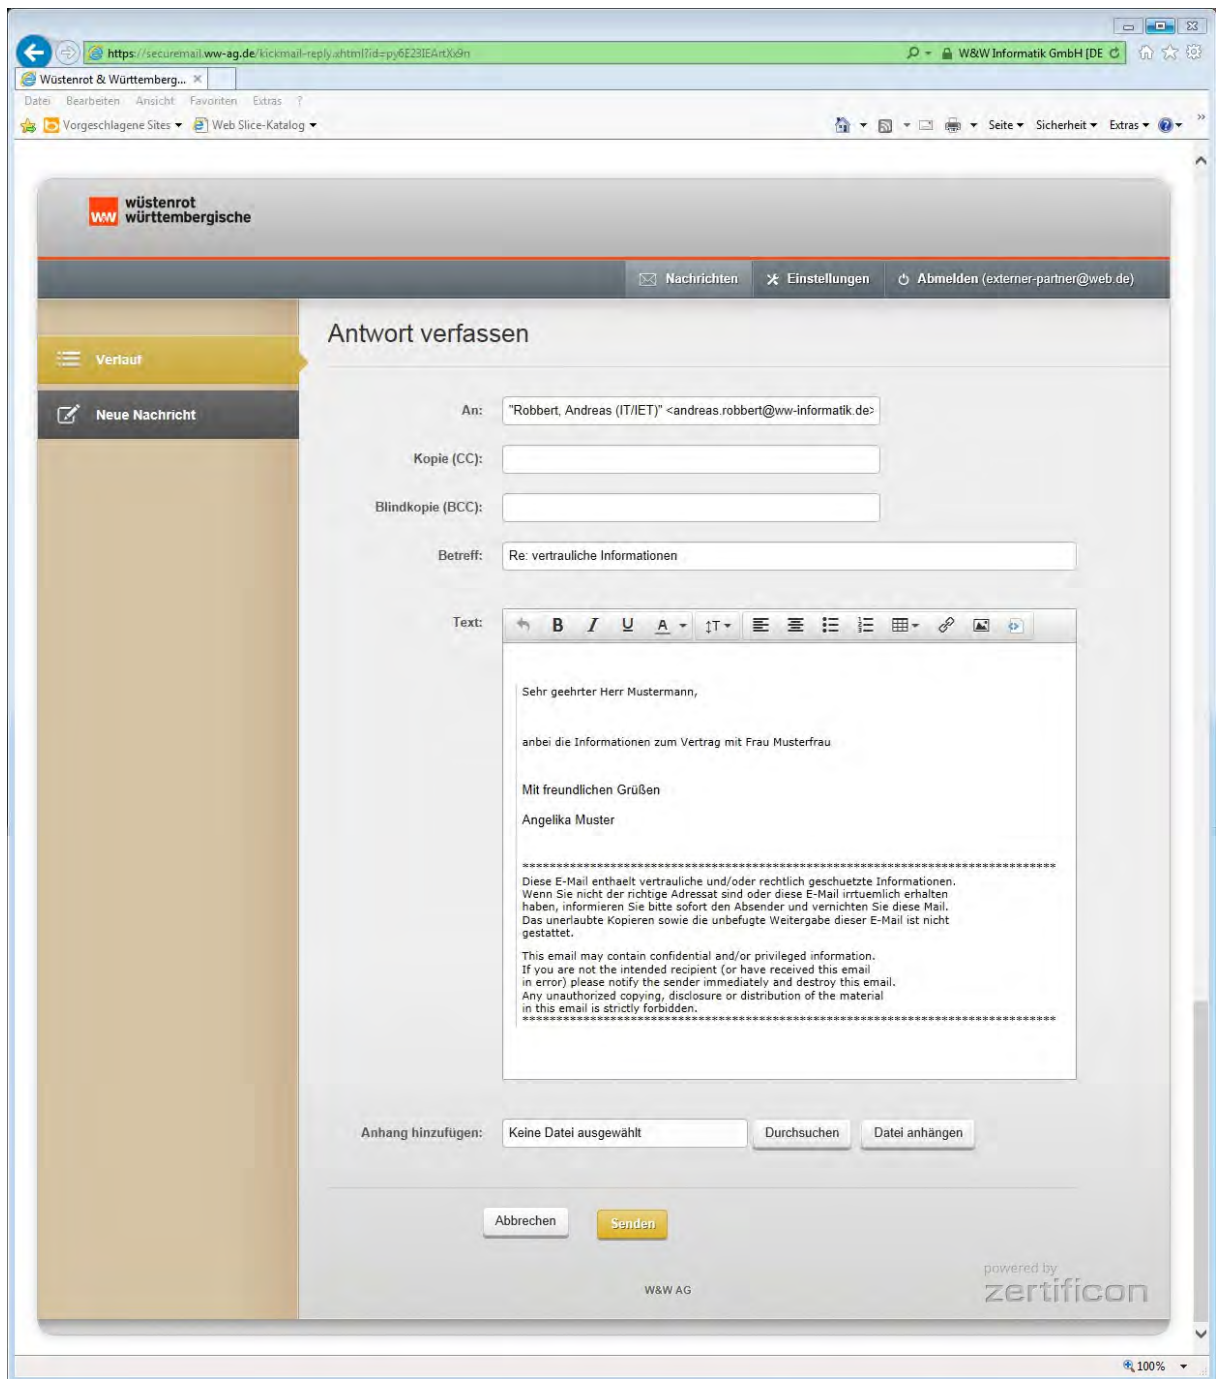 https://securemail.ww-ag.de/kickmail-reply.xhtml?id=py6E23IEArtXx9n
W&W Informatik GmbH [DE
Wüstenrot & Württemberg...
Datei Bearbeiten Ansicht Favoriten Extras ?
Vorgeschlagene Sites Web Slice-Katalog
Seite Sicherheit Extras
wüstenrot
ww württembergische
Nachrichten Einstellungen Abmelden (externer-partner@web.de)
Antwort verfassen
Verlauf
Neue Nachricht
An: "Robbert, Andreas (IT/IET)" <andreas.robbert@ww-informatik.de>
Kopie (CC):
Blindkopie (BCC):
Betreff: Re: vertrauliche Informationen
Text:
B I U A T
Sehr geehrter Herr Mustermann,
anbei die Informationen zum Vertrag mit Frau Musterfrau
Mit freundlichen Grüßen
Angelika Muster
*******************************************************************************
Diese E-Mail enthaelt vertrauliche und/oder rechtlich geschuetzte Informationen.
Wenn Sie nicht der richtige Adressat sind oder diese E-Mail irrtuemlich erhalten
haben, informieren Sie bitte sofort den Absender und vernichten Sie diese Mail.
Das unerlaubte Kopieren sowie die unbefugte Weitergabe dieser E-Mail ist nicht
gestattet.
This email may contain confidential and/or privileged information.
If you are not the intended recipient (or have received this email
in error) please notify the sender immediately and destroy this email.
Any unauthorized copying, disclosure or distribution of the material
in this email is strictly forbidden.
*******************************************************************************
Anhang hinzufügen: Keine Datei ausgewählt Durchsuchen Datei anhängen
Abbrechen Senden
powered by
zertificon
W&W AG
100%